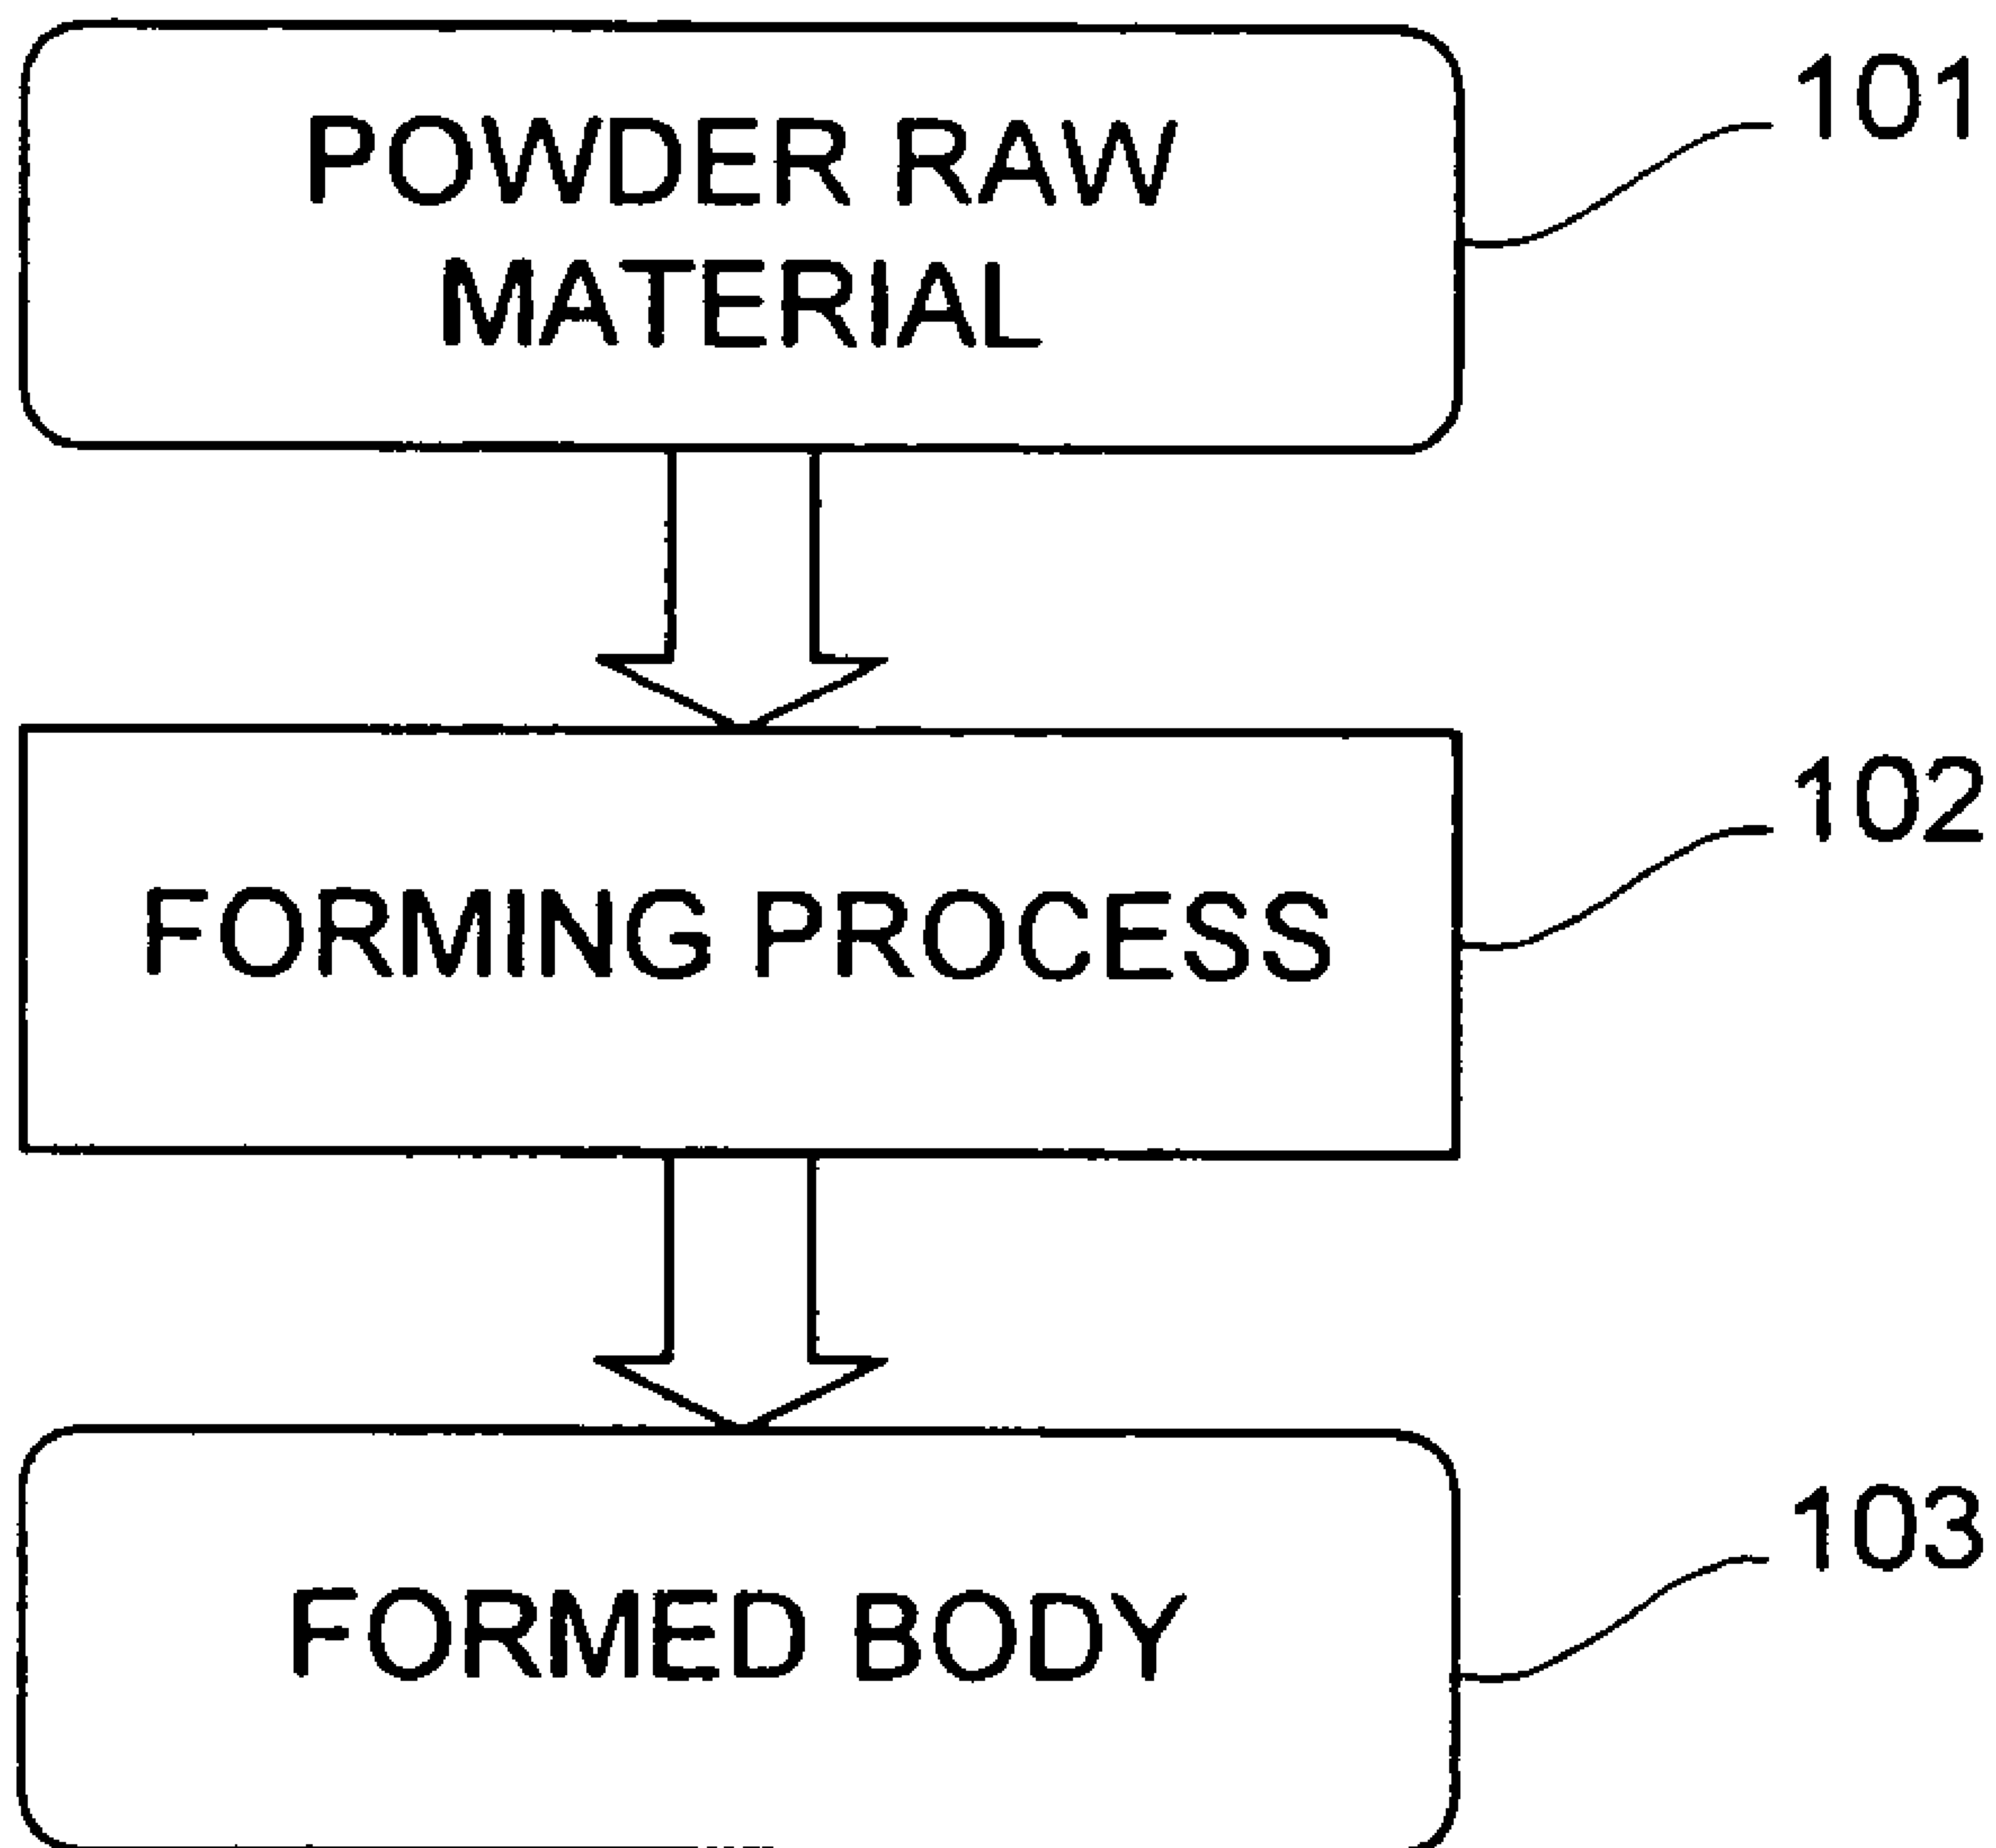 POWDER RAW
MATERIAL
101
FORMING PROCESS
102
FORMED BODY
103